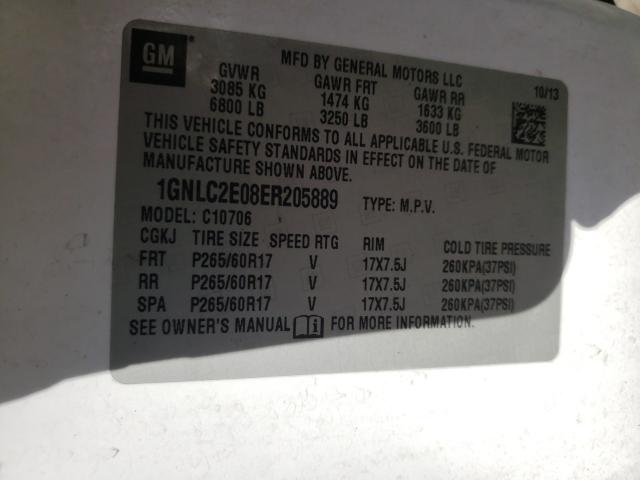 GM
MFD BY GENERAL MOTORS LLC
10/13
GVWR GAWR FRT GAWR RR
3085 KG 1474 KG 1633 KG
6800 LB 3250 LB 3600 LB
THIS VEHICLE CONFORMS TO ALL APPLICABLE U.S. FEDERAL MOTOR
VEHICLE SAFETY STANDARDS IN EFFECT ON THE DATE OF
MANUFACTURE SHOWN ABOVE.
1GNLC2E08ER205889 TYPE: M.P.V.
MODEL: C10706
CGKJ TIRE SIZE SPEED RTG RIM COLD TIRE PRESSURE
FRT P265/60R17 V 17X7.5J 260KPA(37PSI)
RR P265/60R17 V 17X7.5J 260KPA(37PSI)
SPA P265/60R17 V 17X7.5J 260KPA(37PSI)
SEE OWNER'S MANUAL i FOR MORE INFORMATION.